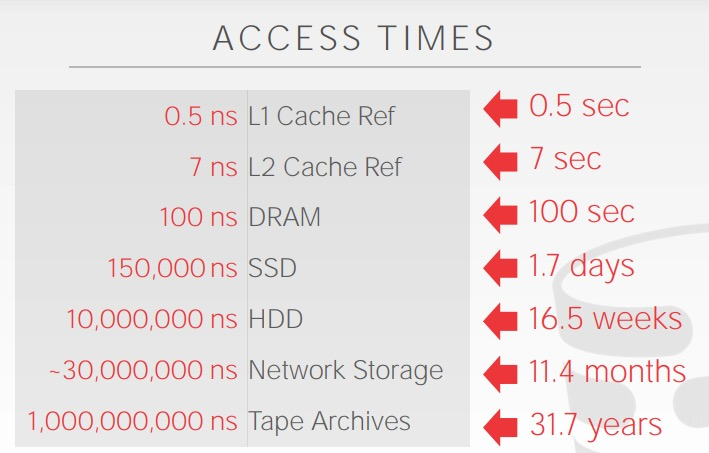 ACCESS TIMES
0.5 ns L1 Cache Ref 0.5 sec
7 ns L2 Cache Ref 7 sec
100 ns DRAM 100 sec
150,000 ns SSD 1.7 days
10,000,000 ns HDD 16.5 weeks
~30,000,000 ns Network Storage 11.4 months
1,000,000,000 ns Tape Archives 31.7 years